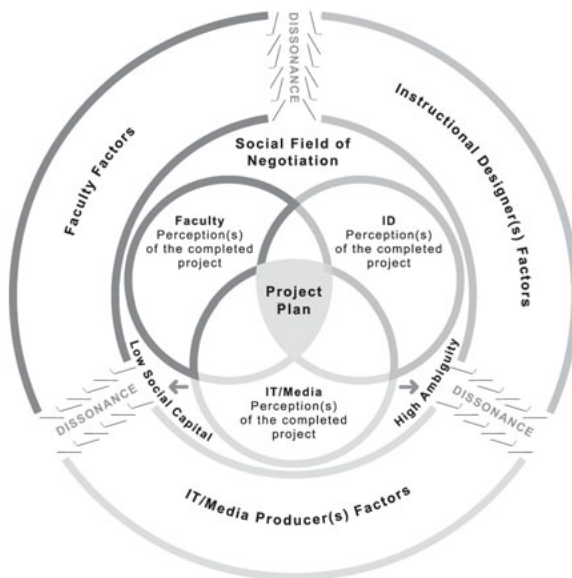 DISSONANCE
Faculty Factors
Instructional Designer(s) Factors
Social Field of
Negotiation
Faculty
Perception(s)
of the completed
project
ID
Perception(s)
of the completed
project
Project
Plan
Low Social Capital
High Ambiguity
IT/Media
Perception(s)
of the completed
project
DISSONANCE
DISSONANCE
IT/Media Producer(s) Factors